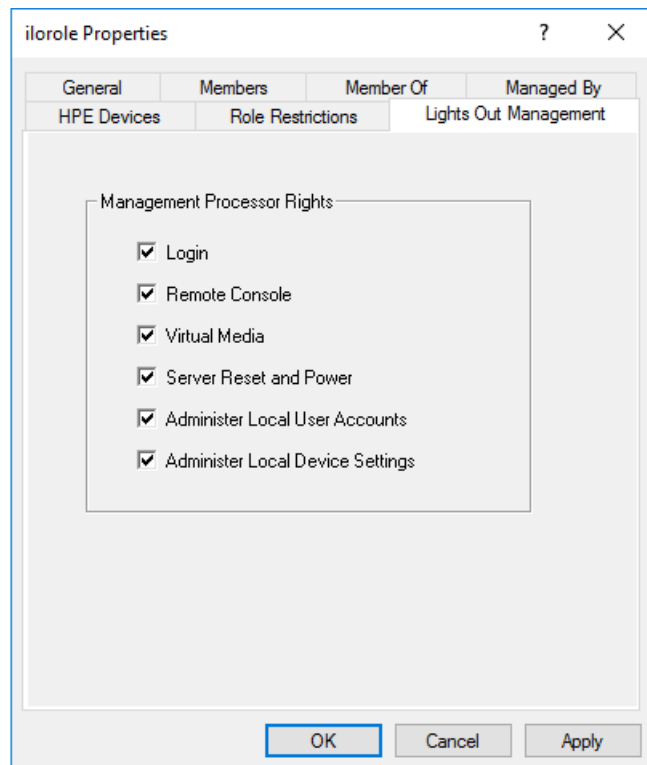 ilorole Properties ? ×
General Members Member Of Managed By
HPE Devices Role Restrictions Lights Out Management
Management Processor Rights
Login
Remote Console
Virtual Media
Server Reset and Power
Administer Local User Accounts
Administer Local Device Settings
OK Cancel Apply